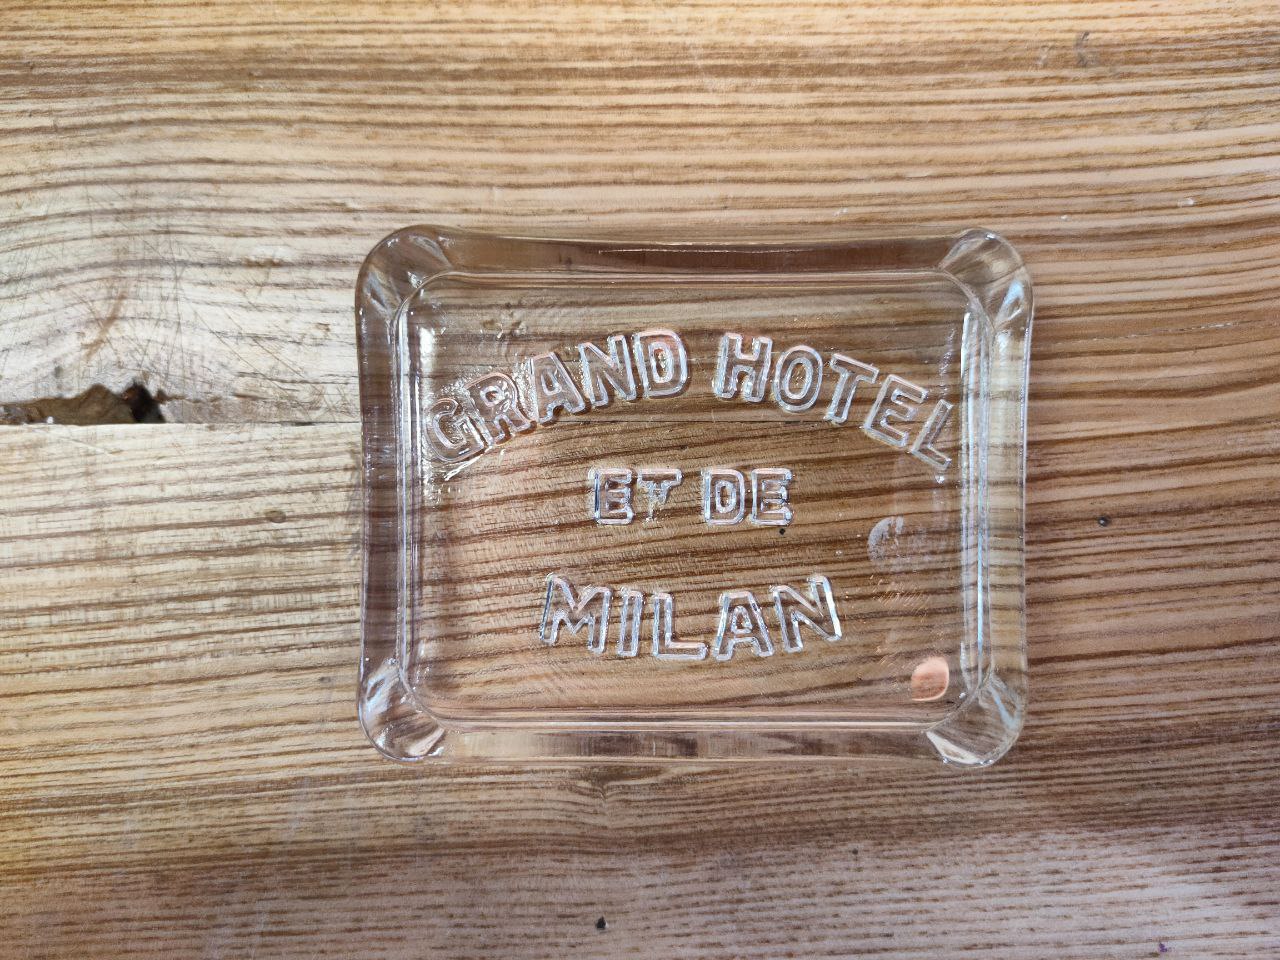 GRAND HOTEL
ET DE
MILAN